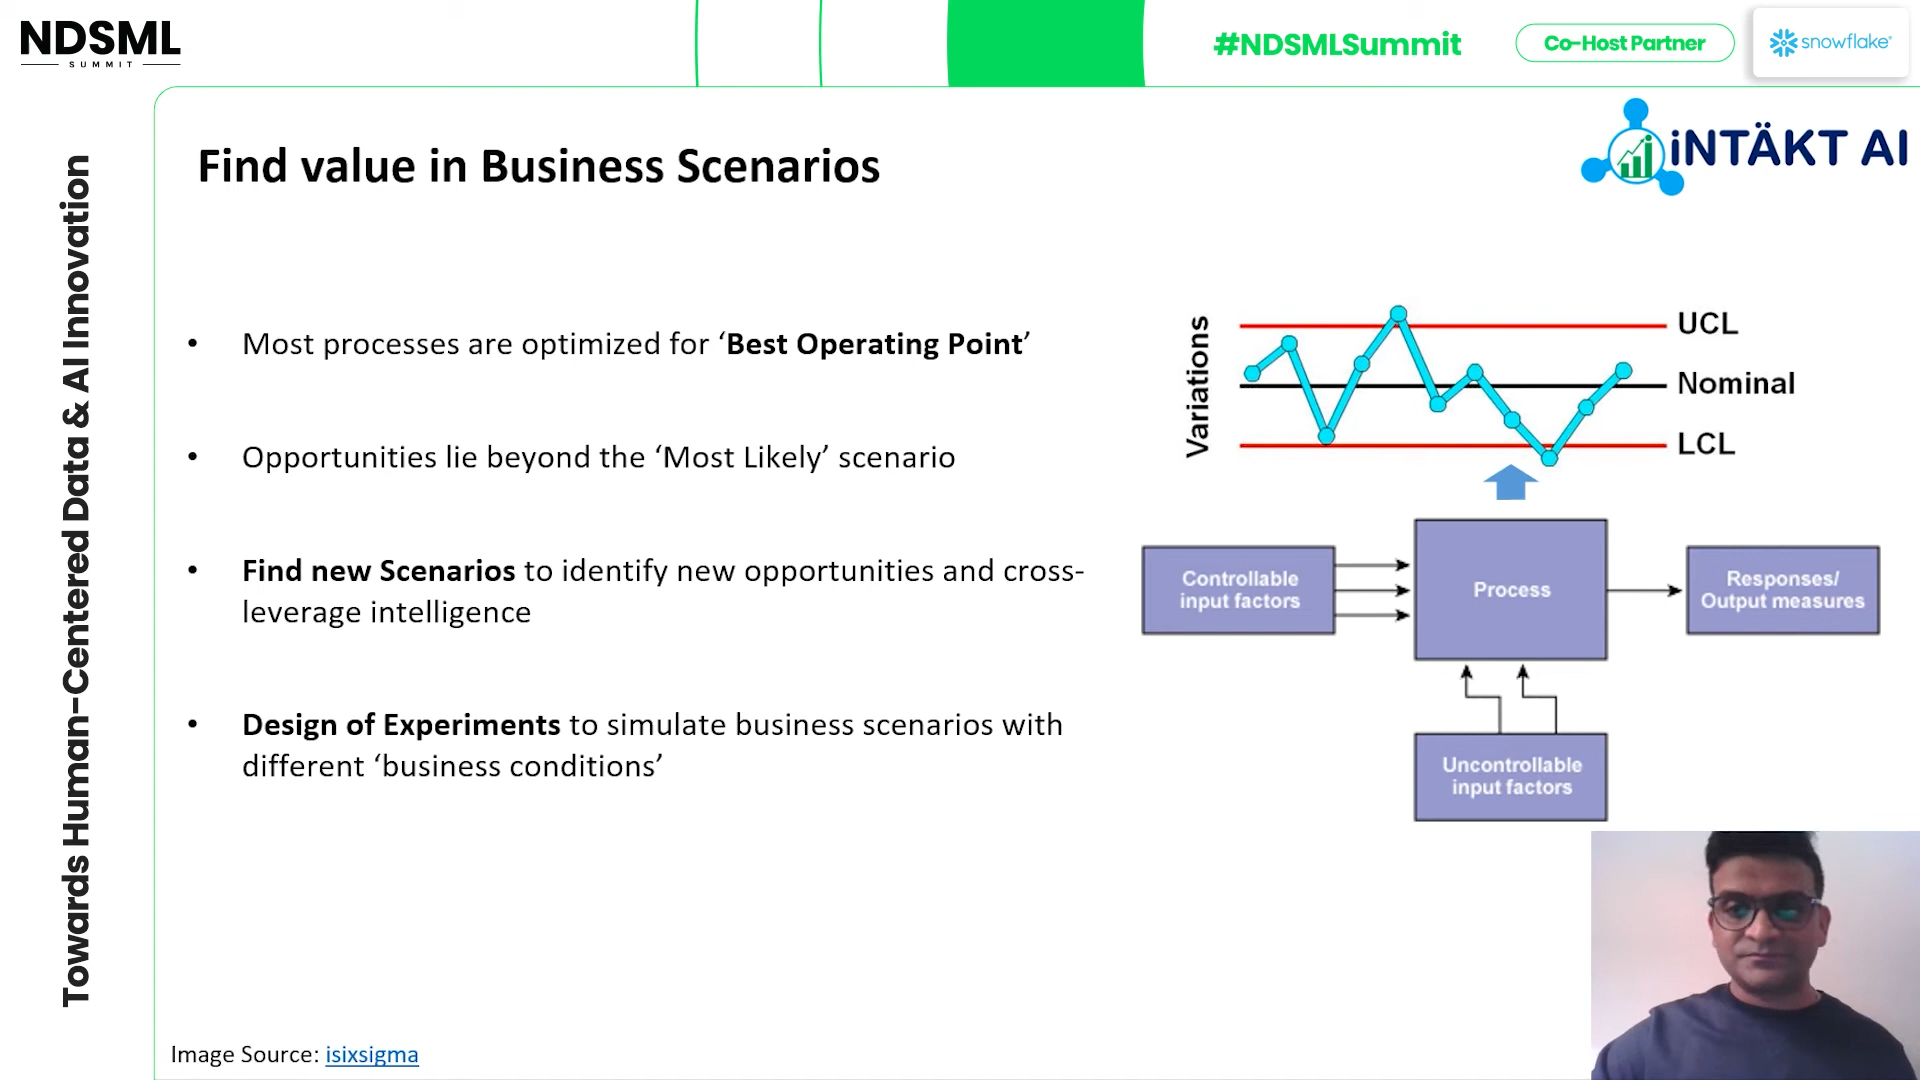 NDSML
SUMMIT
#NDSMLSummit
Co-Host Partner
snowflake®
iNTÄKT AI
Towards Human-Centered Data & AI Innovation
Find value in Business Scenarios
• Most processes are optimized for ‘Best Operating Point’
• Opportunities lie beyond the ‘Most Likely’ scenario
• Find new Scenarios to identify new opportunities and cross-
leverage intelligence
• Design of Experiments to simulate business scenarios with
different ‘business conditions’
Variations
UCL
Nominal
LCL
Controllable
input factors
Process
Responses/
Output measures
Uncontrollable
input factors
Image Source: isixsigma